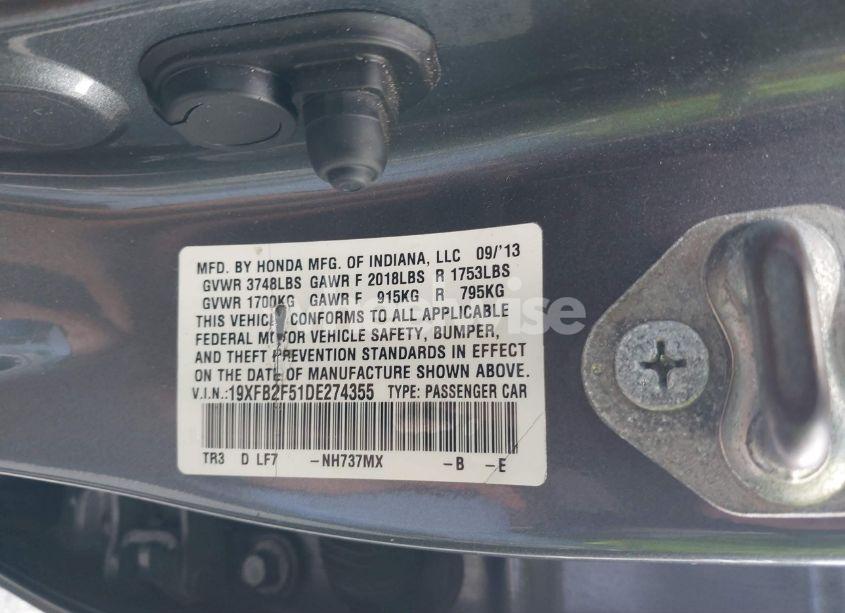 MFD. BY HONDA MFG. OF INDIANA, LLC 09/'13
GVWR 3748LBS GAWR F 2018LBS R 1753LBS
GVWR 1700KG GAWR F 915KG R 795KG
THIS VEHICLE CONFORMS TO ALL APPLICABLE
FEDERAL MOTOR VEHICLE SAFETY, BUMPER,
AND THEFT PREVENTION STANDARDS IN EFFECT
ON THE DATE OF MANUFACTURE SHOWN ABOVE.
V.I.N.:19XFB2F51DE274355 TYPE: PASSENGER CAR
TR3 D LF7 -NH737MX -B -E